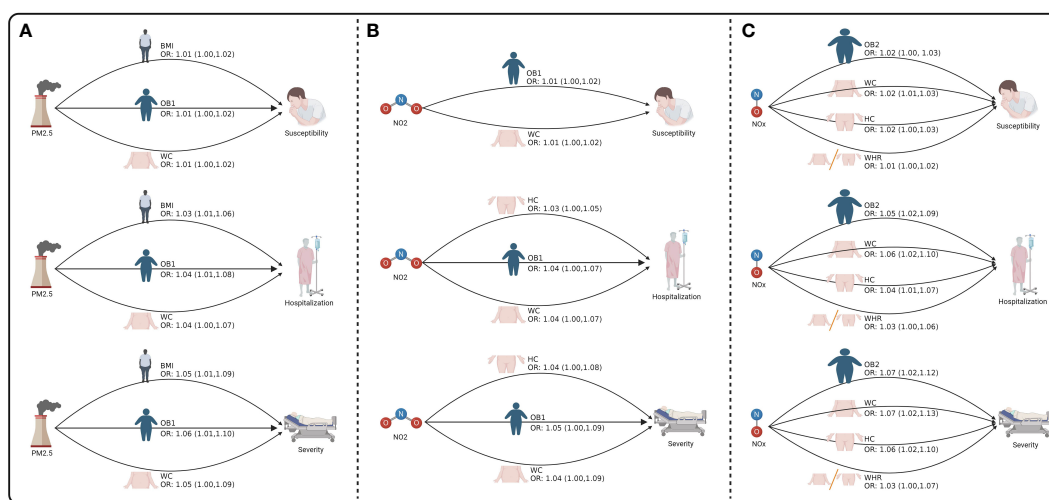 A
BMI
OR: 1.01 (1.00,1.02)
OB1
OR: 1.01 (1.00,1.02)
PM2.5
Susceptibility
WC
OR: 1.01 (1.00,1.02)
BMI
OR: 1.03 (1.01,1.06)
OB1
OR: 1.04 (1.01,1.08)
PM2.5
Hospitalization
WC
OR: 1.04 (1.00,1.07)
BMI
OR: 1.05 (1.01,1.09)
OB1
OR: 1.06 (1.01,1.10)
PM2.5
Severity
WC
OR: 1.05 (1.00,1.09)
B
OB1
OR: 1.01 (1.00,1.02)
N
O O
NO2
Susceptibility
WC
OR: 1.01 (1.00,1.02)
HC
OR: 1.03 (1.00,1.05)
N
O O
OB1
OR: 1.04 (1.00,1.07)
NO2
Hospitalization
WC
OR: 1.04 (1.00,1.07)
HC
OR: 1.04 (1.00,1.08)
N
O O
OB1
OR: 1.05 (1.00,1.09)
NO2
Severity
WC
OR: 1.04 (1.00,1.09)
C
OB2
OR: 1.02 (1.00, 1.03)
WC
OR: 1.02 (1.01,1.03)
N
O
NOx
HC
OR: 1.02 (1.00,1.03)
Susceptibility
WHR
OR: 1.01 (1.00,1.02)
OB2
OR: 1.05 (1.02,1.09)
WC
OR: 1.06 (1.02,1.10)
N
O
NOx
HC
OR: 1.04 (1.01,1.07)
Hospitalization
WHR
OR: 1.03 (1.00,1.06)
OB2
OR: 1.07 (1.02,1.12)
WC
OR: 1.07 (1.02,1.13)
N
O
NOx
HC
OR: 1.06 (1.02,1.10)
Severity
WHR
OR: 1.03 (1.00,1.07)